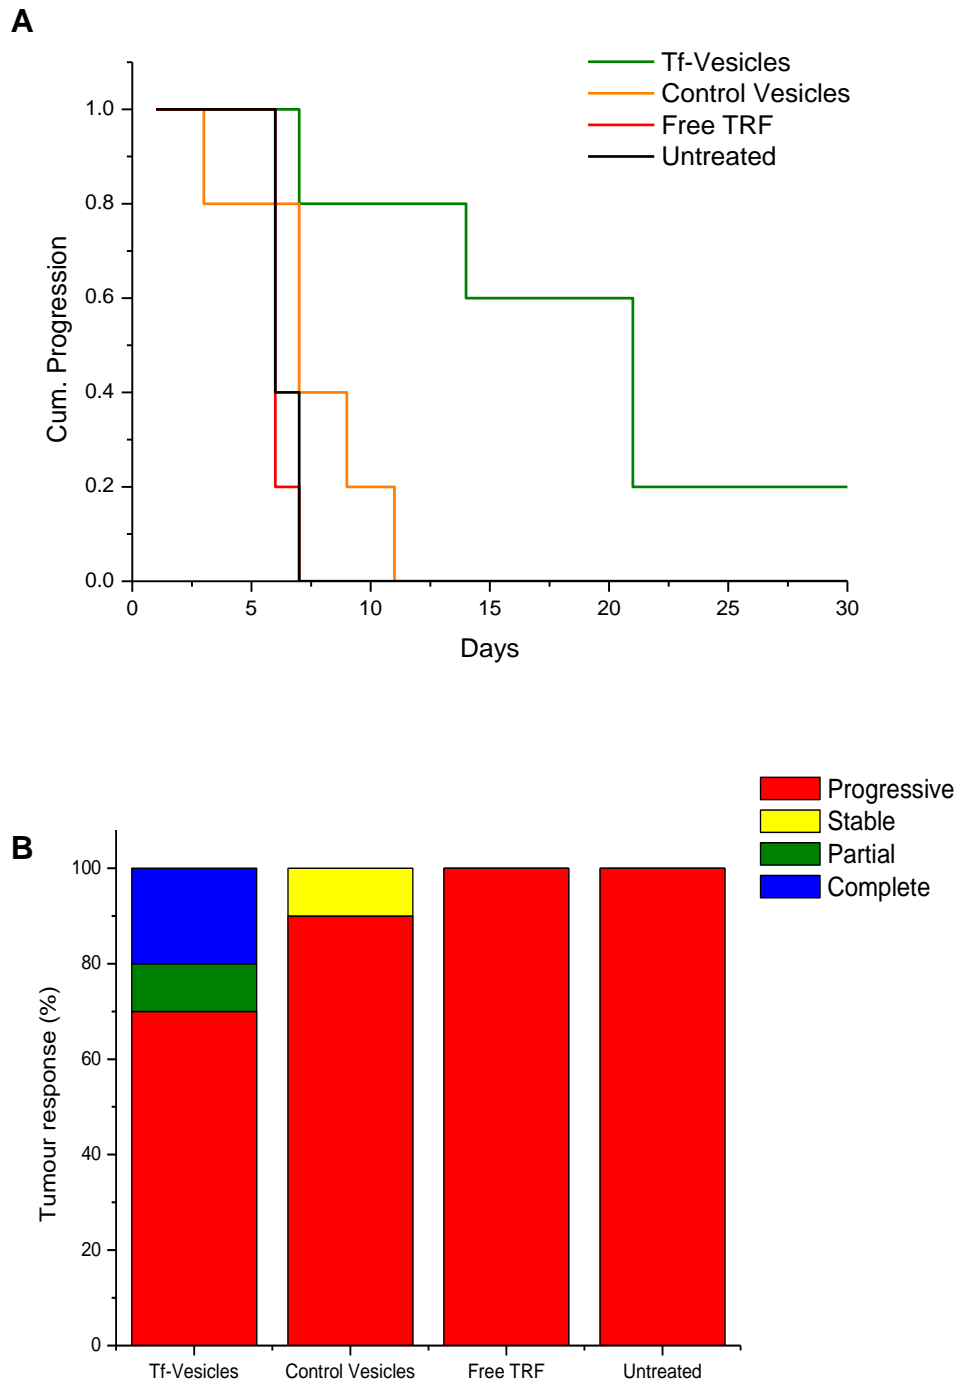 A
Tf-Vesicles
Control Vesicles
Free TRF
Untreated
1.0
0.8
0.6
0.4
0.2
0.0
Cum. Progression
0 5 10 15 20 25 30
Days
Progressive
Stable
Partial
Complete
B
100
80
60
40
20
0
Tumour response (%)
Tf-Vesicles Control Vesicles Free TRF Untreated